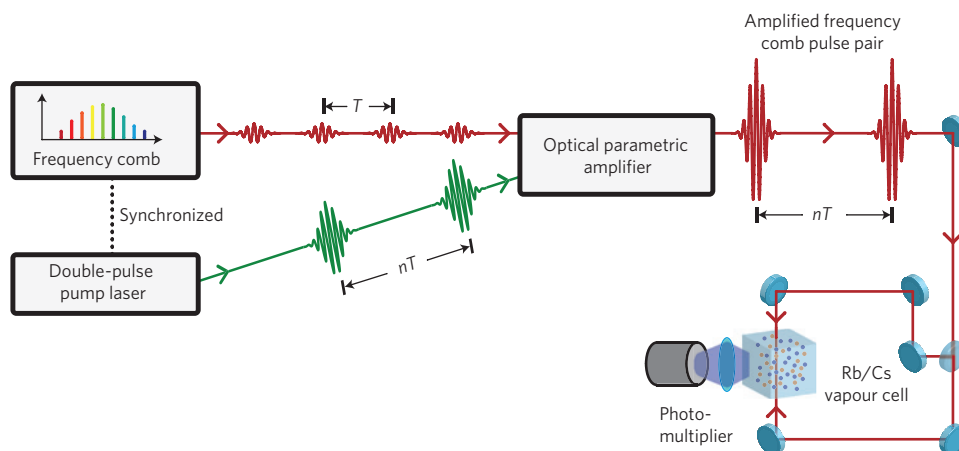 Amplified frequency
comb pulse pair
T
Frequency comb
Optical parametric
amplifier
Synchronized
nT
Double-pulse
pump laser
nT
Rb/Cs
vapour cell
Photo-
multiplier